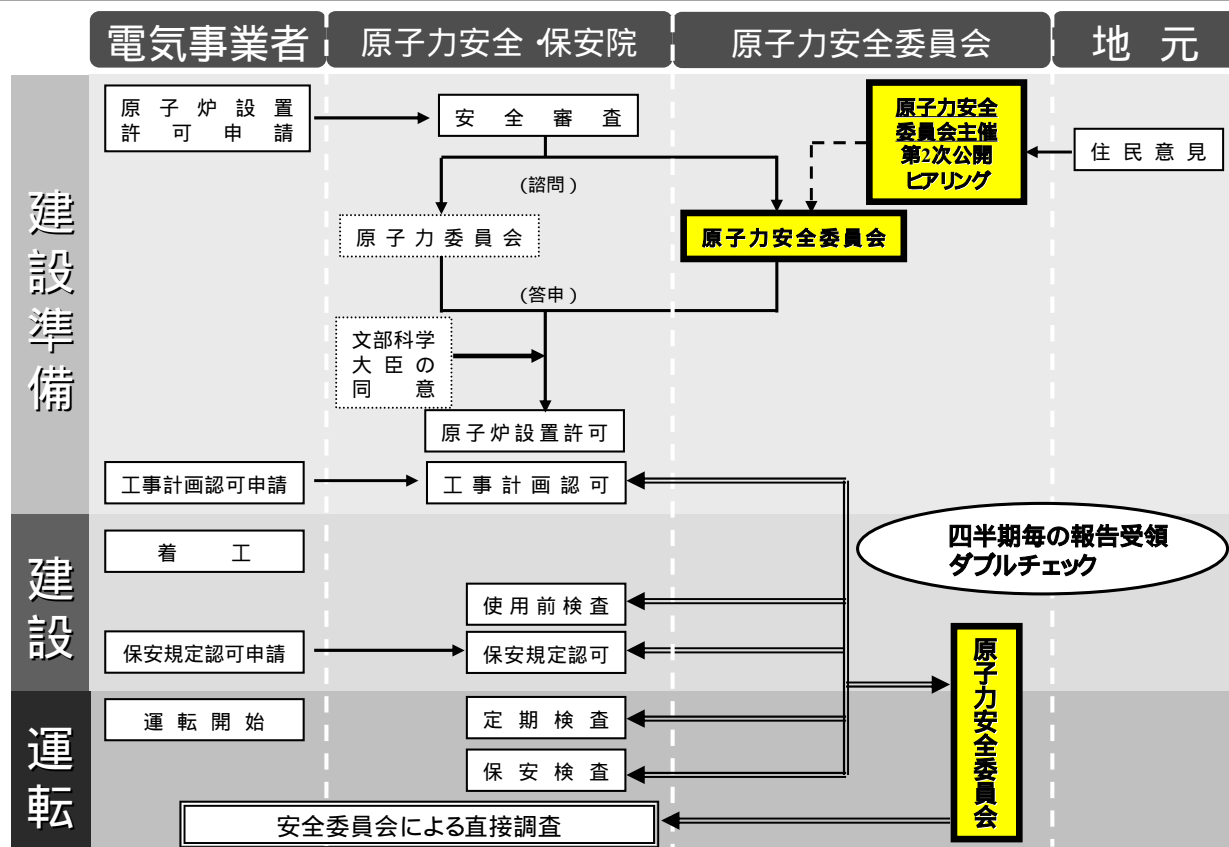 電気事業者
原子力安全・保安院
原子力安全委員会
地 元
建設準備
原子炉設置
許可申請
安全審査
原子力安全
委員会主催
第2次公開
ヒアリング
住民意見
(諮問)
原子力委員会
原子力安全委員会
(答申)
文部科学
大臣の
同意
原子炉設置許可
工事計画認可申請
工事計画認可
四半期毎の報告受領
ダブルチェック
建設
着工
使用前検査
保安規定認可申請
保安規定認可
原子力安全委員会
運転
運転開始
定期検査
保安検査
安全委員会による直接調査